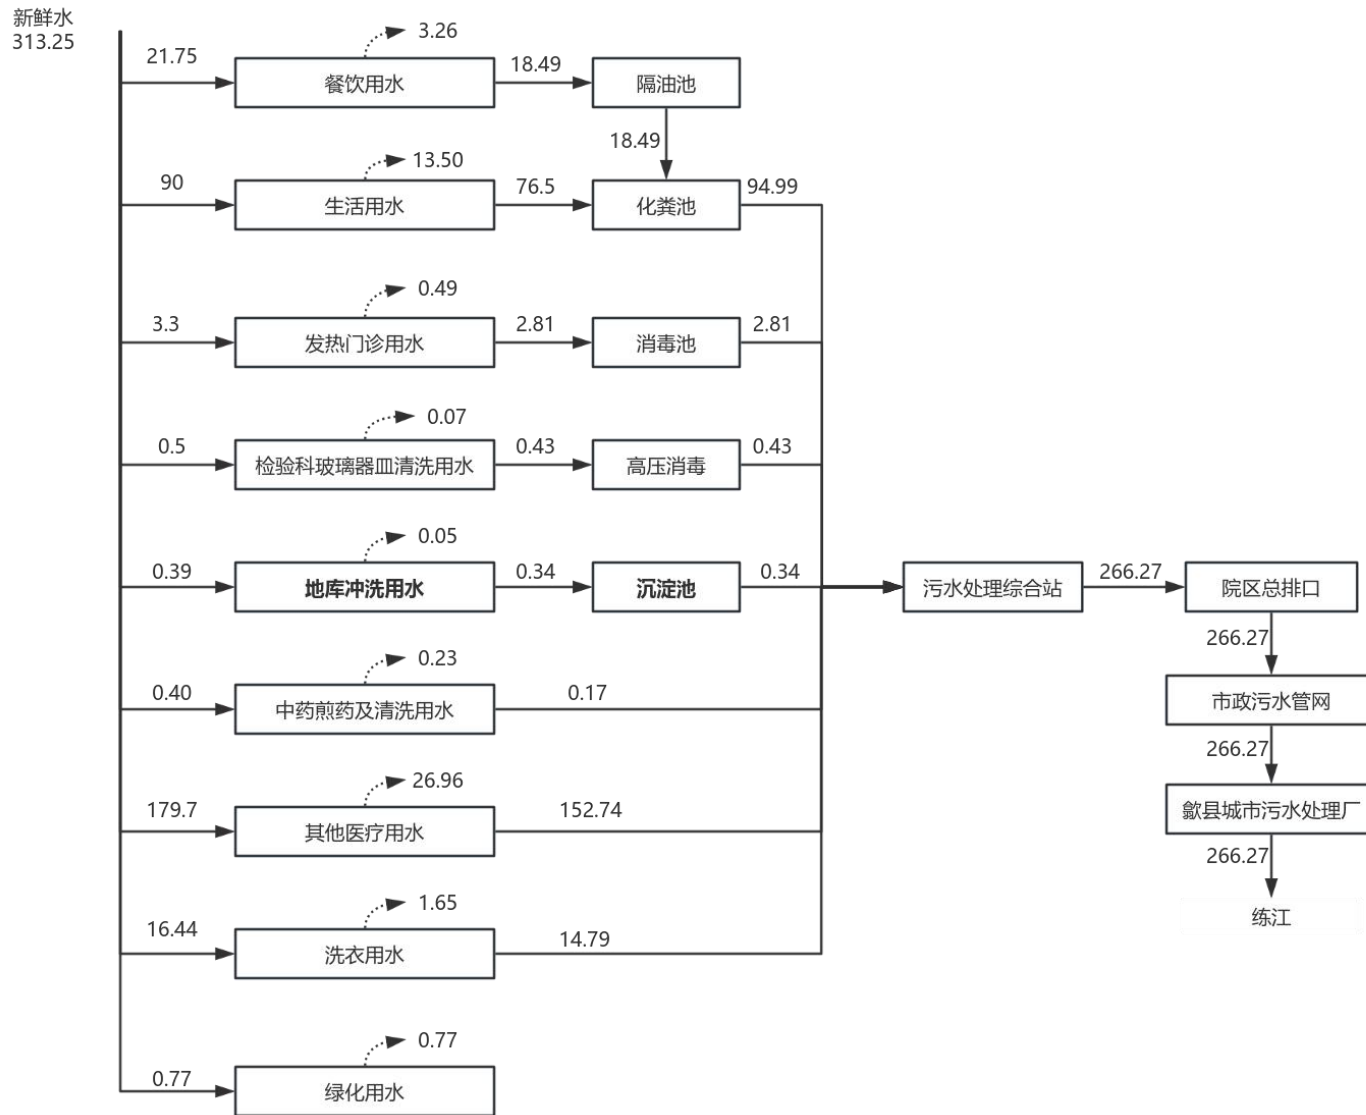 新鲜水
313.25
3.26
21.75
餐饮用水
18.49
隔油池
18.49
13.50
90
生活用水
76.5
化粪池
94.99
0.49
3.3
发热门诊用水
2.81
消毒池
2.81
0.07
0.5
检验科玻璃器皿清洗用水
0.43
高压消毒
0.43
0.05
0.39
地库冲洗用水
0.34
沉淀池
0.34
污水处理综合站
266.27
院区总排口
266.27
0.23
0.40
中药煎药及清洗用水
0.17
市政污水管网
266.27
26.96
179.7
其他医疗用水
152.74
歙县城市污水处理厂
266.27
1.65
16.44
洗衣用水
14.79
练江
0.77
0.77
绿化用水